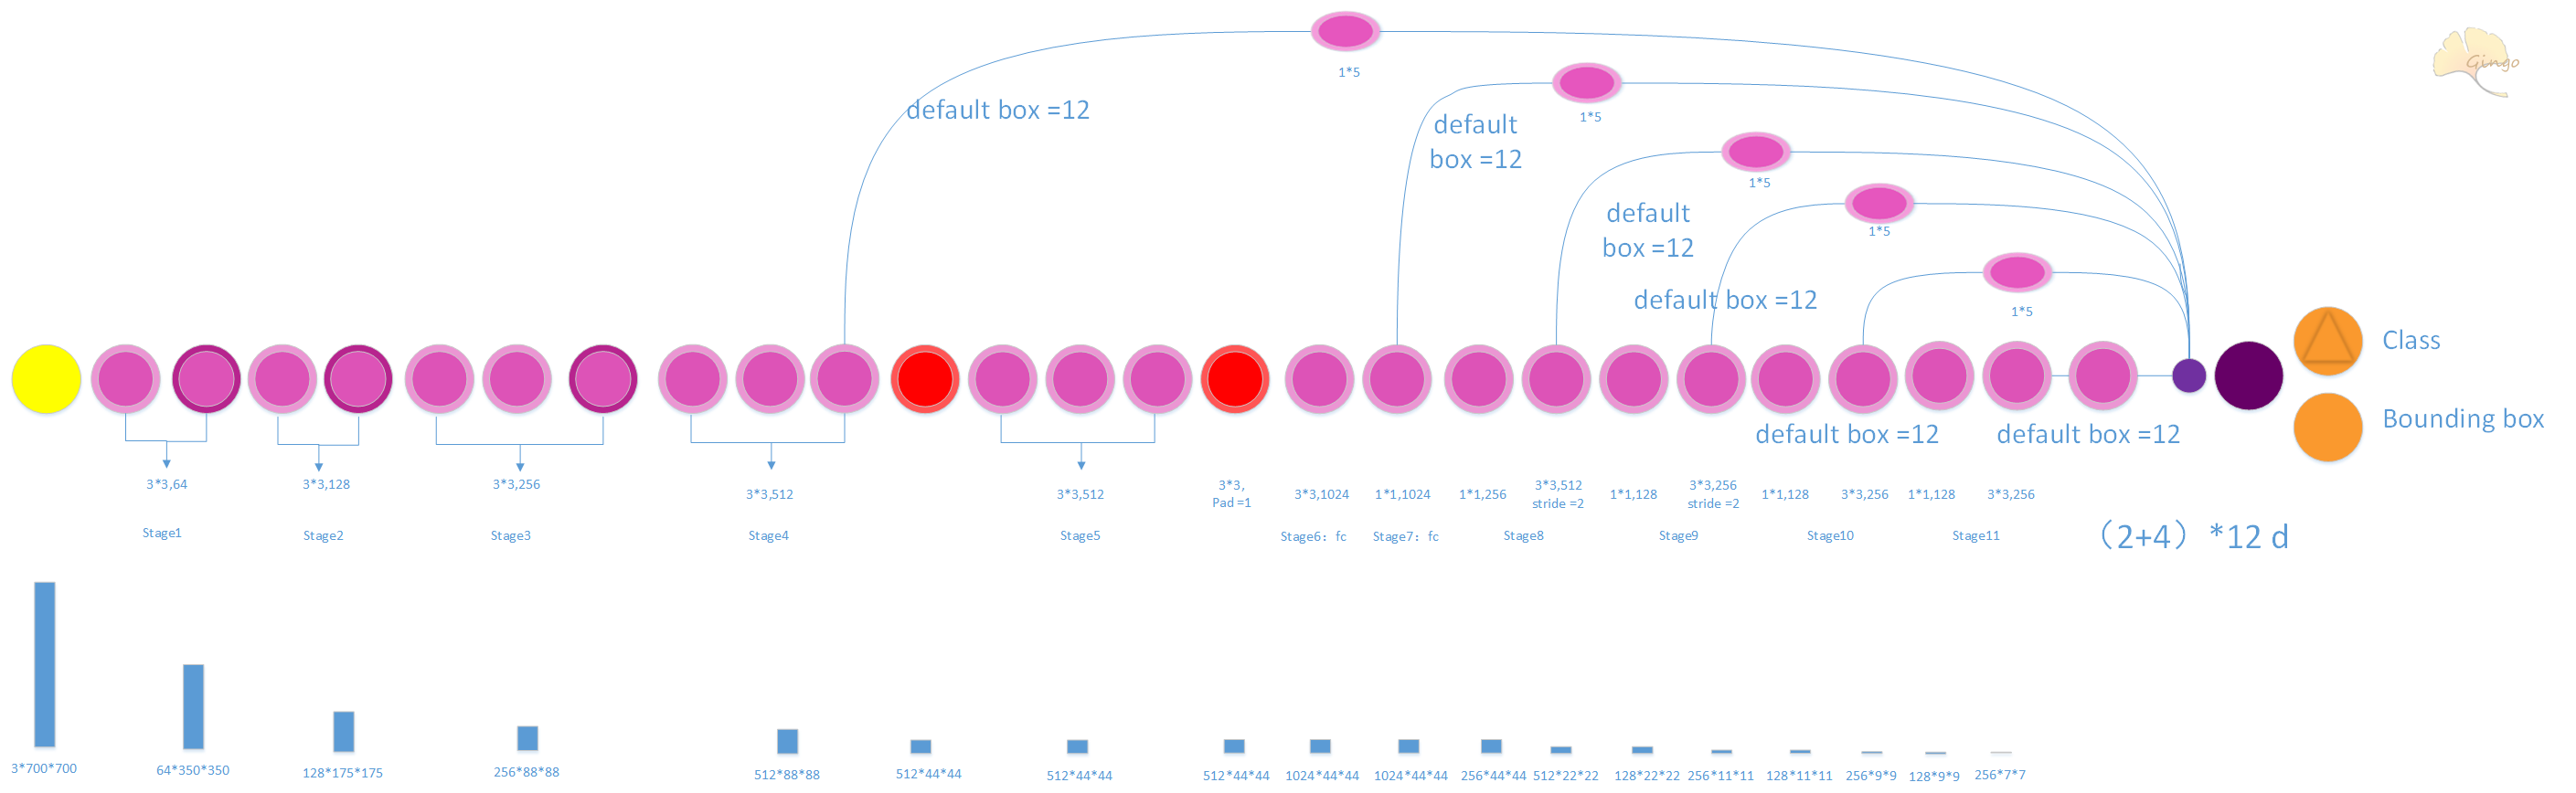 Gingo
1*5
1*5
1*5
1*5
1*5
default box =12
default
box =12
default
box =12
default box =12
default box =12
default box =12
Class
Bounding box
3*3,64
3*3,128
3*3,256
3*3,512
3*3,512
3*3,
Pad =1
3*3,1024
1*1,1024
1*1,256
3*3,512
stride =2
1*1,128
3*3,256
stride =2
1*1,128
3*3,256
1*1,128
3*3,256
Stage1
Stage2
Stage3
Stage4
Stage5
Stage6：fc
Stage7：fc
Stage8
Stage9
Stage10
Stage11
（2+4）*12 d
3*700*700
64*350*350
128*175*175
256*88*88
512*88*88
512*44*44
512*44*44
512*44*44
1024*44*44
1024*44*44
256*44*44
512*22*22
128*22*22
256*11*11
128*11*11
256*9*9
128*9*9
256*7*7